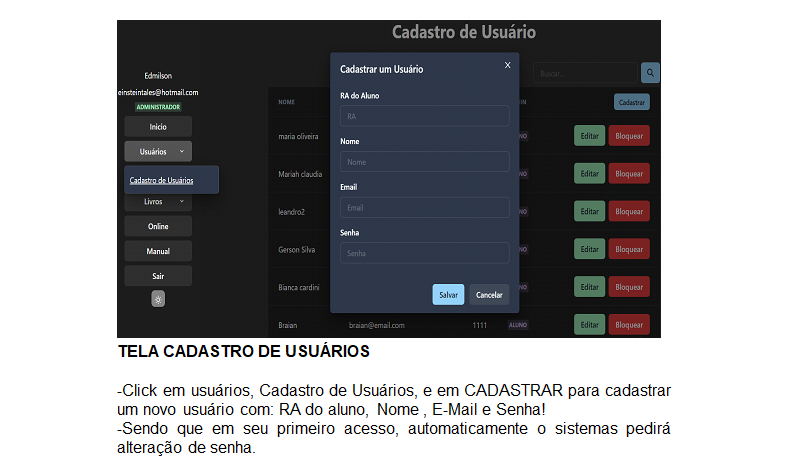 Cadastro de Usuário
Edmilson
einsteintales@hotmail.com
ADMINISTRADOR
Inicio
Usuários
Cadastro de Usuários
Livros
Online
Manual
Sair
Buscar...
NOME
Cadastrar
maria oliveira
Editar Bloquear
Mariah claudia
Editar Bloquear
leandro2
Editar Bloquear
Gerson Silva
Editar Bloquear
Bianca cardini
Editar Bloquear
Braian braian@email.com 1111 ALUNO Editar Bloquear
Cadastrar um Usuário X
RA do Aluno
RA
Nome
Nome
Email
Email
Senha
Senha
Salvar Cancelar
TELA CADASTRO DE USUÁRIOS
-Click em usuários, Cadastro de Usuários, e em CADASTRAR para cadastrar
um novo usuário com: RA do aluno, Nome , E-Mail e Senha!
-Sendo que em seu primeiro acesso, automaticamente o sistemas pedirá
alteração de senha.